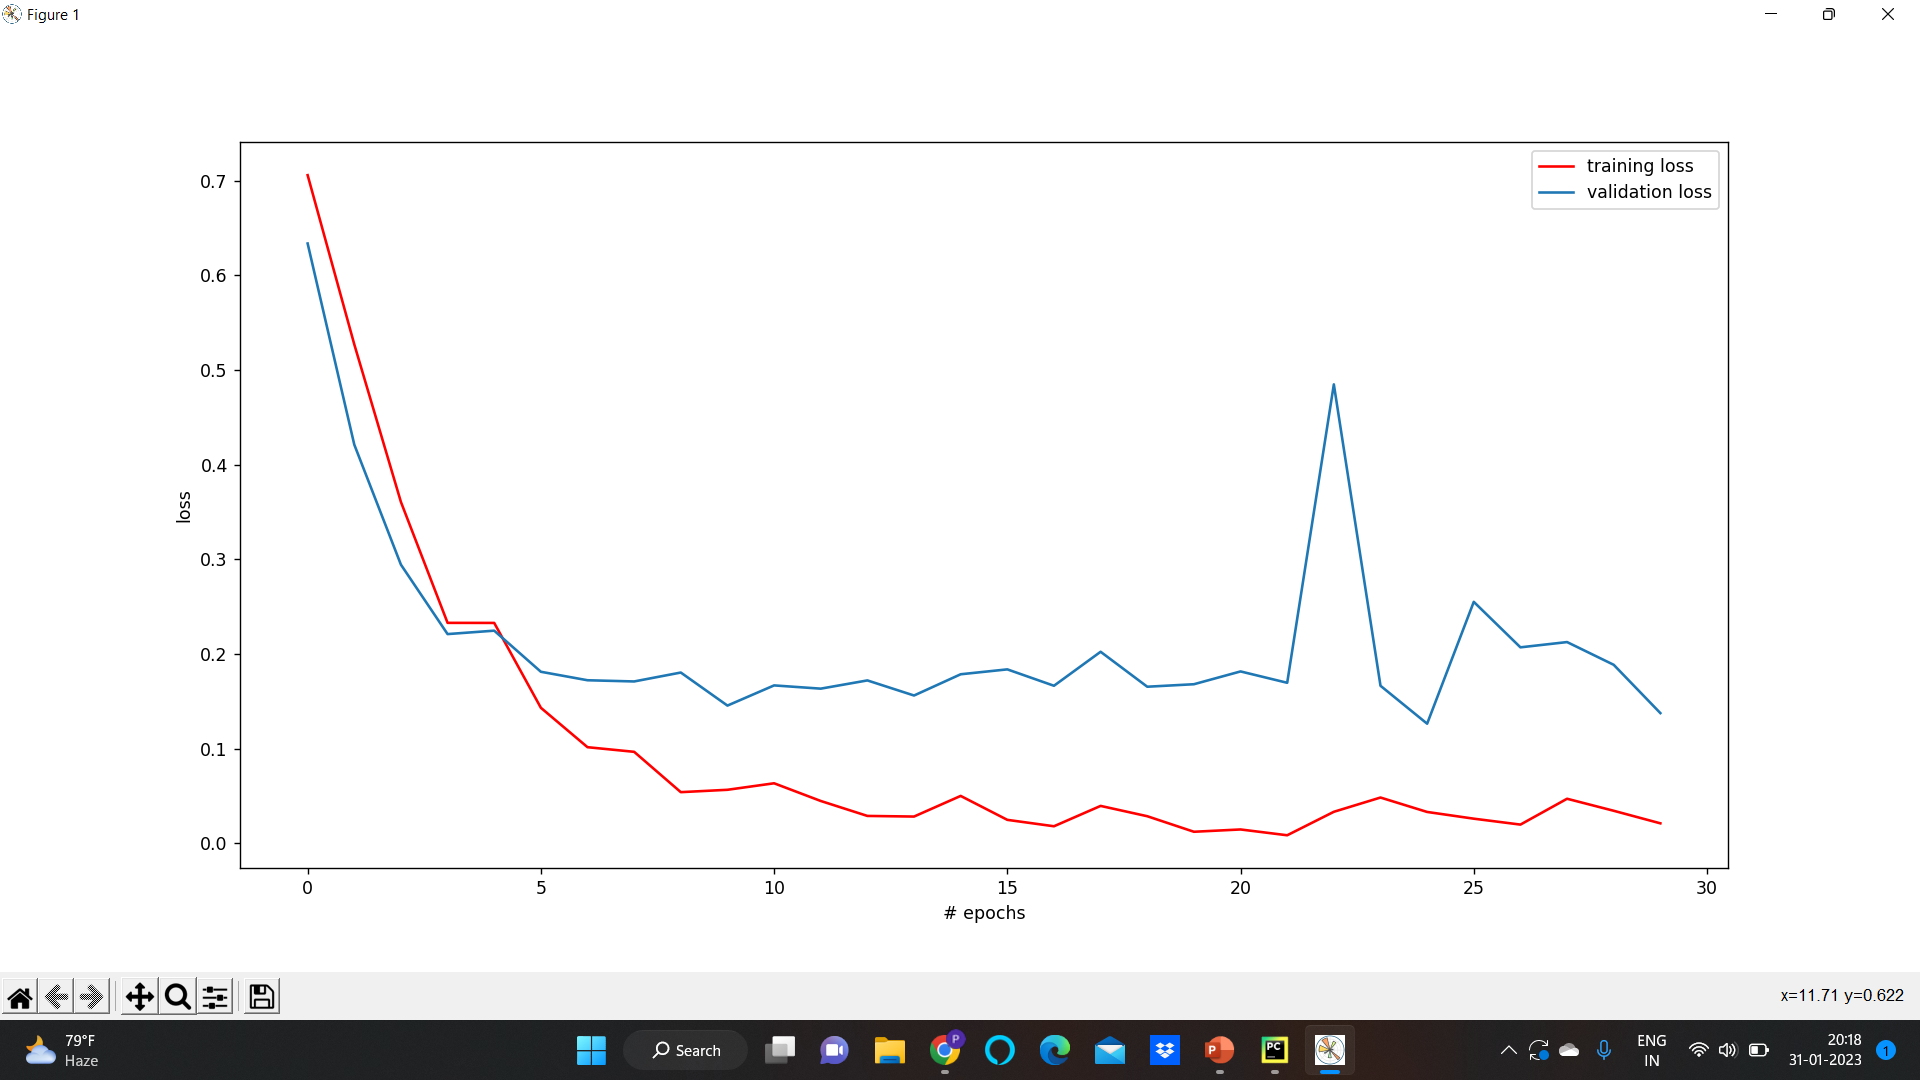 Figure 1
training loss
validation loss
0.7
0.6
0.5
0.4
0.3
0.2
0.1
0.0
loss
0 5 10 15 20 25 30
# epochs
x=11.71 y=0.622
79°F
Haze
Search
P
P
PC
ENG
IN
20:18
31-01-2023
1